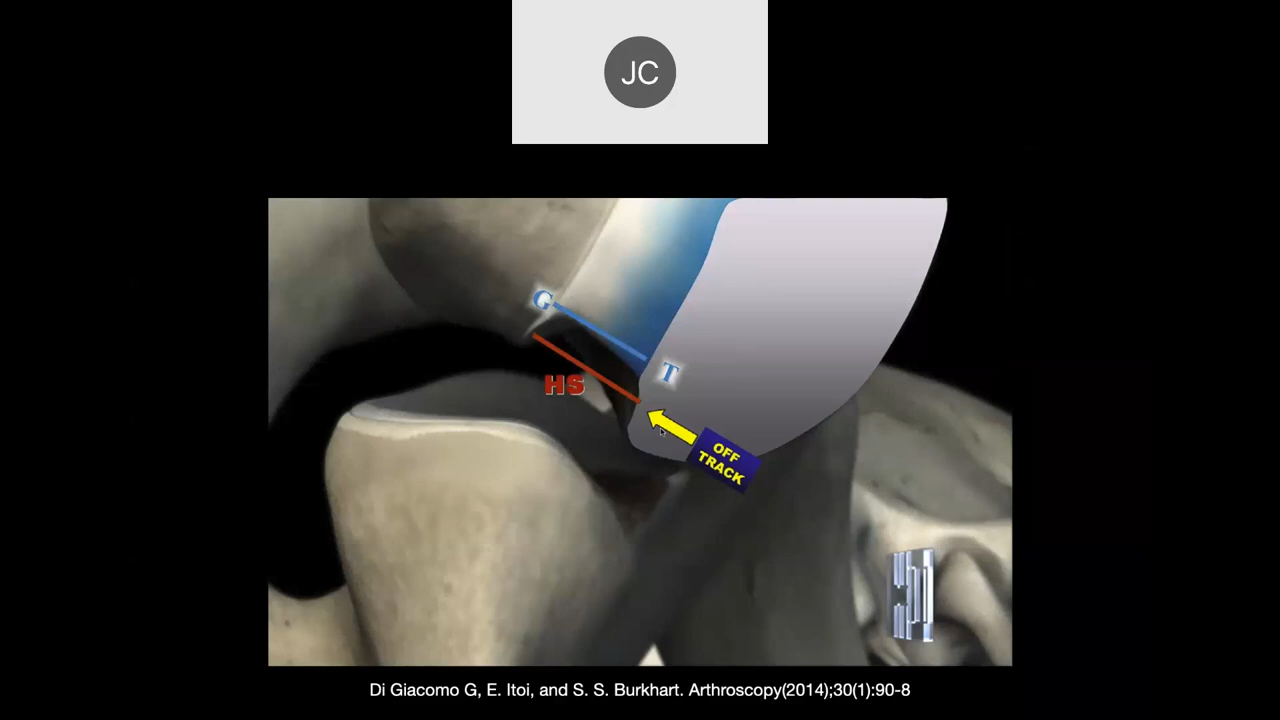 JC
G
T
HS
OFF
TRACK
Di Giacomo G, E. Itoi, and S. S. Burkhart. Arthroscopy(2014);30(1):90-8